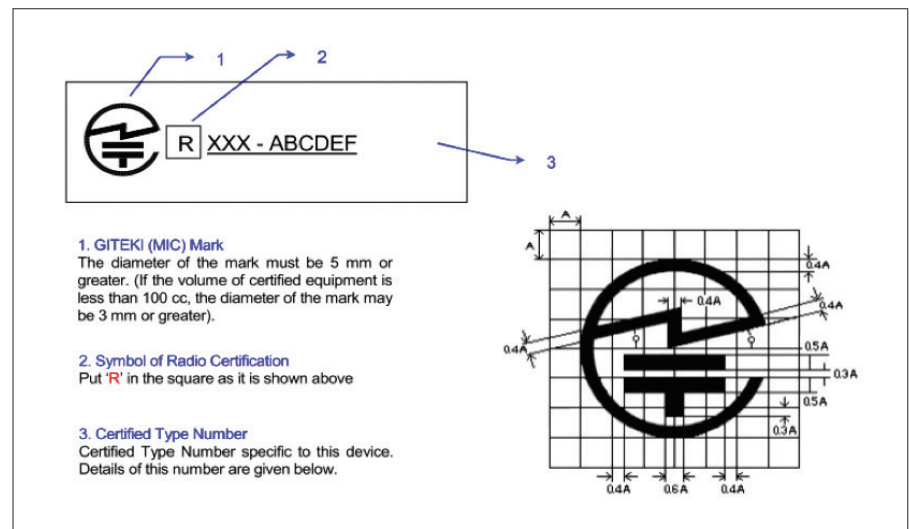 1
2
R XXX - ABCDEF
3
1. GITEKI (MIC) Mark
The diameter of the mark must be 5 mm or
greater. (If the volume of certified equipment is
less than 100 cc, the diameter of the mark may
be 3 mm or greater).
2. Symbol of Radio Certification
Put 'R' in the square as it is shown above
3. Certified Type Number
Certified Type Number specific to this device.
Details of this number are given below.
A
A
0.4A
0.4A
0.4A
0.4A
0.5A
0.3A
0.5A
0.3A
0.4A
0.6A
0.4A